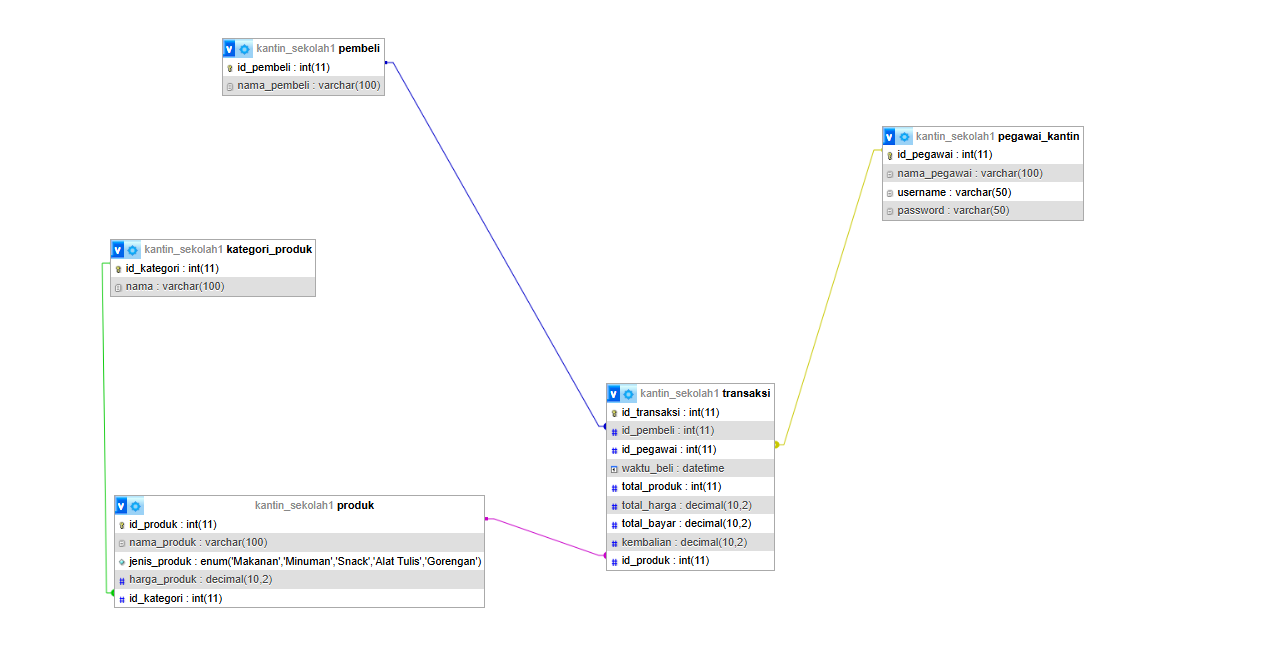 kantin_sekolah1 pembeli
id_pembeli : int(11)
nama_pembeli : varchar(100)
kantin_sekolah1 pegawai_kantin
id_pegawai : int(11)
nama_pegawai : varchar(100)
username : varchar(50)
password : varchar(50)
kantin_sekolah1 kategori_produk
id_kategori : int(11)
nama : varchar(100)
kantin_sekolah1 transaksi
id_transaksi : int(11)
id_pembeli : int(11)
id_pegawai : int(11)
waktu_beli : datetime
total_produk : int(11)
total_harga : decimal(10,2)
total_bayar : decimal(10,2)
kembalian : decimal(10,2)
id_produk : int(11)
kantin_sekolah1 produk
id_produk : int(11)
nama_produk : varchar(100)
jenis_produk : enum('Makanan','Minuman','Snack','Alat Tulis','Gorengan')
harga_produk : decimal(10,2)
id_kategori : int(11)